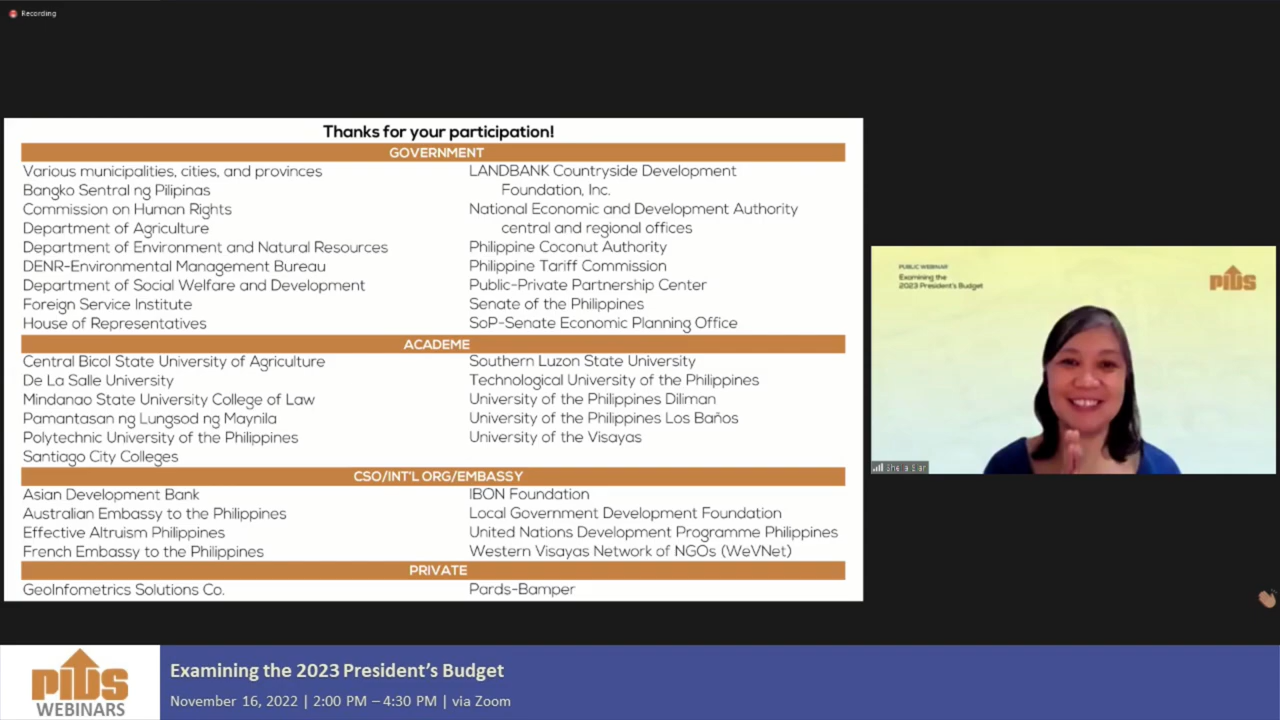 Recording
Thanks for your participation!
GOVERNMENT
Various municipalities, cities, and provinces
Bangko Sentral ng Pilipinas
Commission on Human Rights
Department of Agriculture
Department of Environment and Natural Resources
DENR-Environmental Management Bureau
Department of Social Welfare and Development
Foreign Service Institute
House of Representatives
LANDBANK Countryside Development
Foundation, Inc.
National Economic and Development Authority
central and regional offices
Philippine Coconut Authority
Philippine Tariff Commission
Public-Private Partnership Center
Senate of the Philippines
SoP-Senate Economic Planning Office
ACADEME
Central Bicol State University of Agriculture
De La Salle University
Mindanao State University College of Law
Pamantasan ng Lungsod ng Maynila
Polytechnic University of the Philippines
Santiago City Colleges
Southern Luzon State University
Technological University of the Philippines
University of the Philippines Diliman
University of the Philippines Los Baños
University of the Visayas
CSO/INT'L ORG/EMBASSY
Asian Development Bank
Australian Embassy to the Philippines
Effective Altruism Philippines
French Embassy to the Philippines
IBON Foundation
Local Government Development Foundation
United Nations Development Programme Philippines
Western Visayas Network of NGOs (WeVNet)
PRIVATE
GeoInfometrics Solutions Co.
Pards-Bamper
PUBLIC WEBINAR
Examining the
2023 President's Budget
PIDS
Sheila Siar
PIDS
WEBINARS
Examining the 2023 President's Budget
November 16, 2022 | 2:00 PM – 4:30 PM | via Zoom